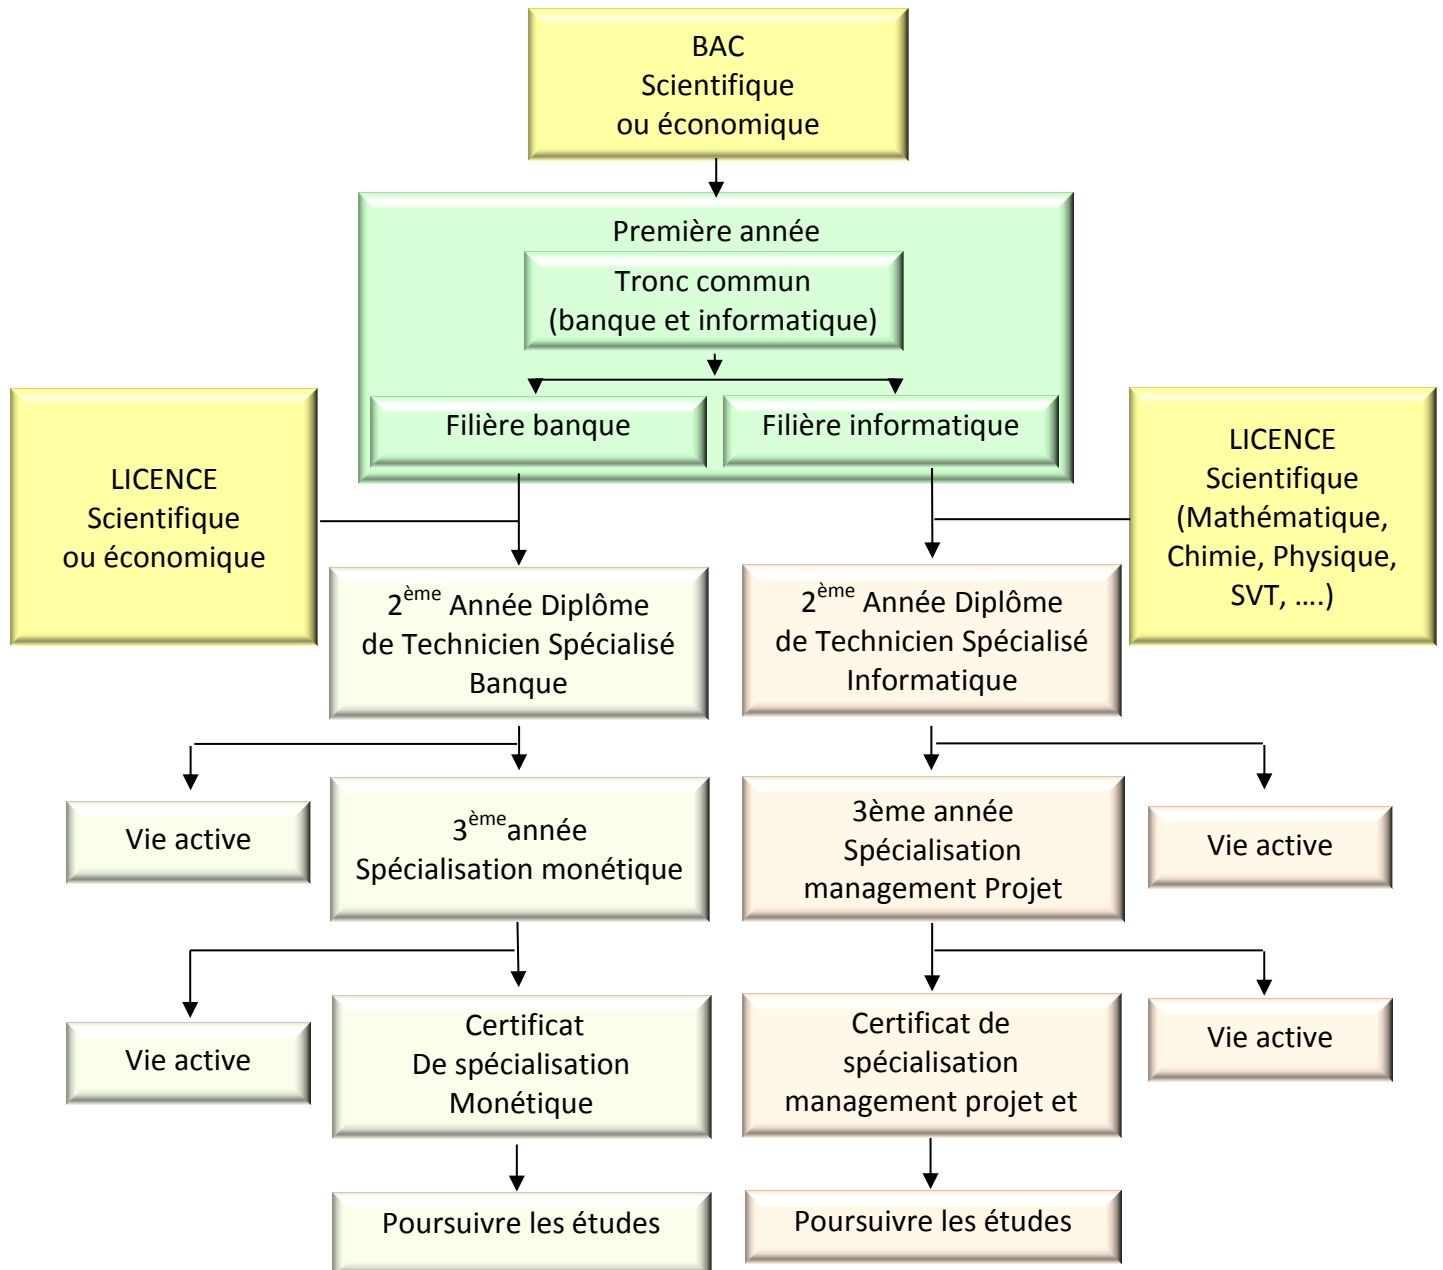 BAC
Scientifique
ou économique
Première année
Tronc commun
(banque et informatique)
Filière banque
Filière informatique
LICENCE
Scientifique
ou économique
LICENCE
Scientifique
(Mathématique,
Chimie, Physique,
SVT, ….)
2ème Année Diplôme
de Technicien Spécialisé
Banque
2ème Année Diplôme
de Technicien Spécialisé
Informatique
Vie active
3ème année
Spécialisation monétique
3ème année
Spécialisation
management Projet
Vie active
Vie active
Certificat
De spécialisation
Monétique
Certificat de
spécialisation
management projet et
Vie active
Poursuivre les études
Poursuivre les études